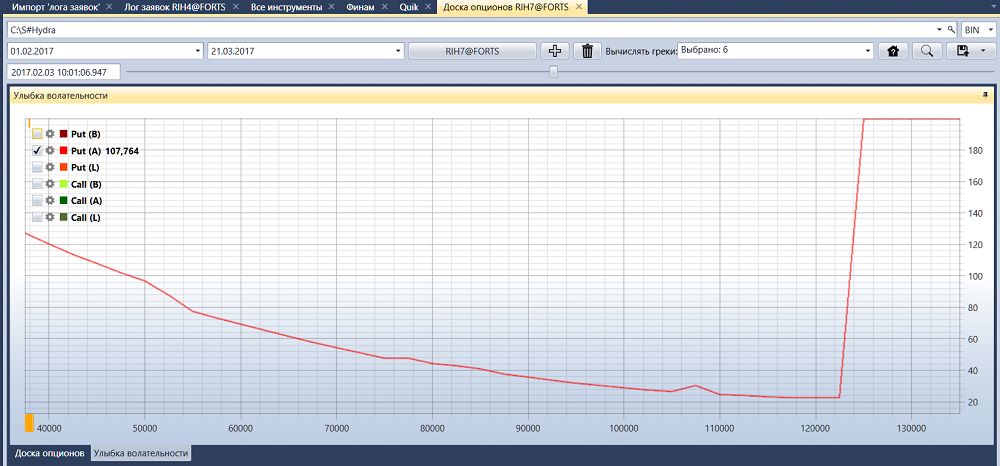 Импорт 'лога заявок' Лог заявок RIH4@FORTS Все инструменты Финам Quik Доска опционов RIH7@FORTS
C:\S#Hydra BIN
01.02.2017 21.03.2017 RIH7@FORTS Вычислять греки: Выбрано: 6
2017.02.03 10:01:06.947
Улыбка волательности
Put (B)
Put (A) 107,764
Put (L)
Call (B)
Call (A)
Call (L)
180
160
140
120
100
80
60
40
20
40000 50000 60000 70000 80000 90000 100000 110000 120000 130000
Доска опционов Улыбка волательности